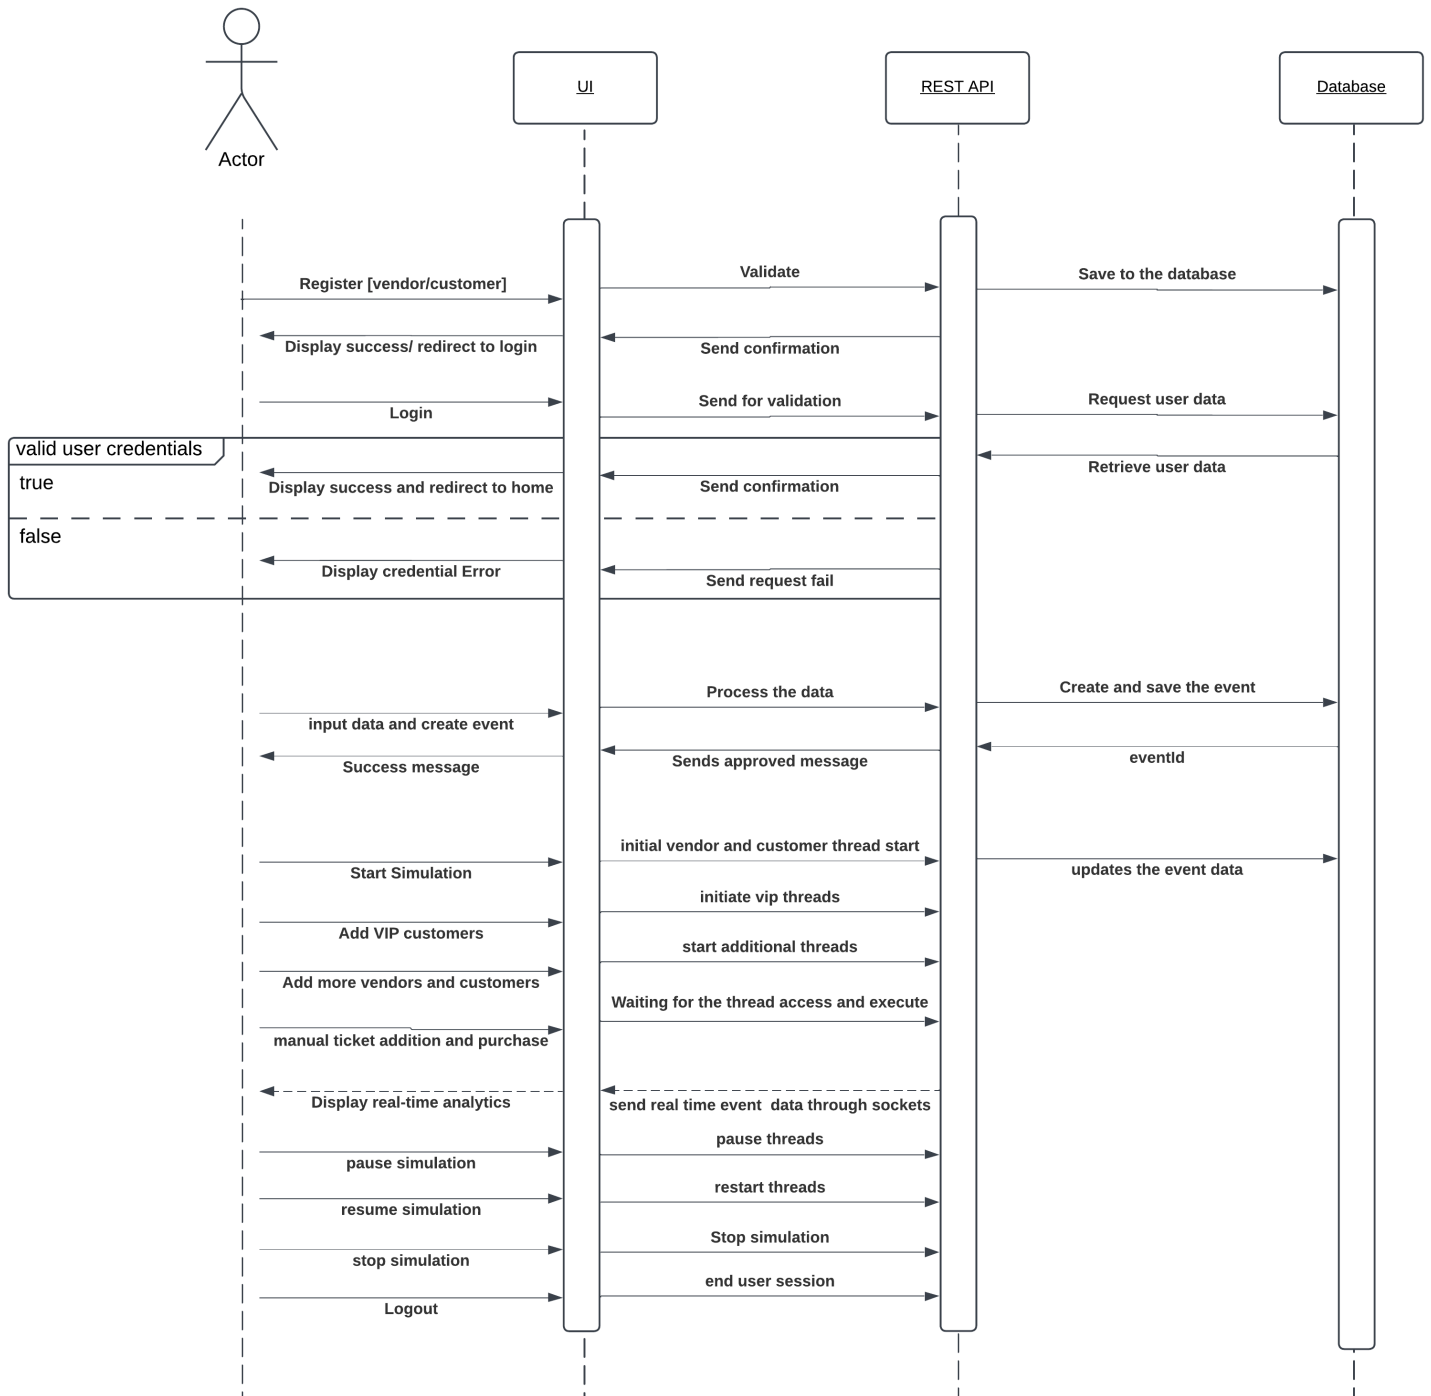 UI
REST API
Database
Actor
Validate
Save to the database
Register [vendor/customer]
Display success/ redirect to login
Send confirmation
Request user data
Send for validation
Login
valid user credentials
Retrieve user data
true
Display success and redirect to home
Send confirmation
false
Display credential Error
Send request fail
Create and save the event
Process the data
input data and create event
eventId
Sends approved message
Success message
initial vendor and customer thread start
updates the event data
Start Simulation
initiate vip threads
Add VIP customers
start additional threads
Add more vendors and customers
Waiting for the thread access and execute
manual ticket addition and purchase
Display real-time analytics
send real time event  data through sockets
pause threads
pause simulation
restart threads
resume simulation
Stop simulation
stop simulation
end user session
Logout